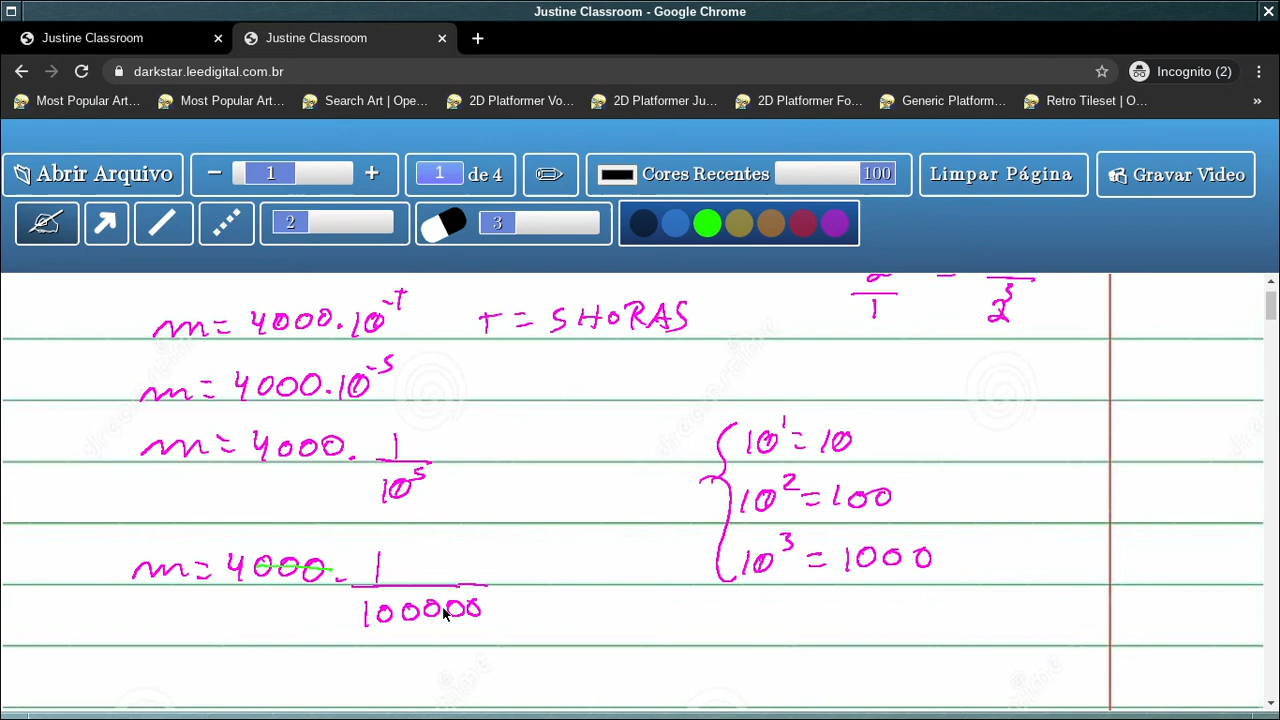 Justine Classroom - Google Chrome
Justine Classroom
Justine Classroom
darkstar.leedigital.com.br
Incognito (2)
Most Popular Art...
Most Popular Art...
Search Art | Ope...
2D Platformer Vo...
2D Platformer Ju...
2D Platformer Fo...
Generic Platform...
Retro Tileset | O...
Abrir Arquivo
− 1 +
1 de 4
Cores Recentes 100
Limpar Página
Gravar Video
2
3
m = 4000.10^-t t = 5 HORAS
m = 4000.10^-5
m = 4000. 1/10^5
m = 4000. 1/100000
10^1 = 10
10^2 = 100
10^3 = 1000